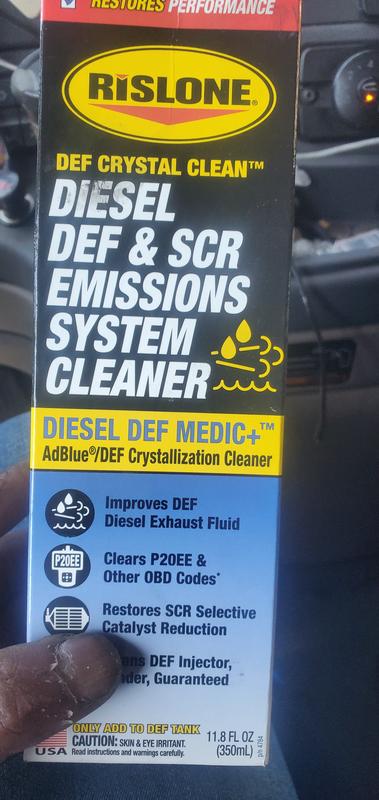 RESTORES PERFORMANCE
RISLONE®
DEF CRYSTAL CLEAN™
DIESEL
DEF & SCR
EMISSIONS
SYSTEM
CLEANER
DIESEL DEF MEDIC+™
AdBlue®/DEF Crystallization Cleaner
Improves DEF
Diesel Exhaust Fluid
P20EE
Clears P20EE &
Other OBD Codes*
Restores SCR Selective
Catalyst Reduction
DEF Injector,
Guaranteed
ONLY ADD TO DEF TANK
CAUTION: SKIN & EYE IRRITANT.
Read instructions and warnings carefully.
USA
11.8 FL OZ
(350mL)
p/n 4784